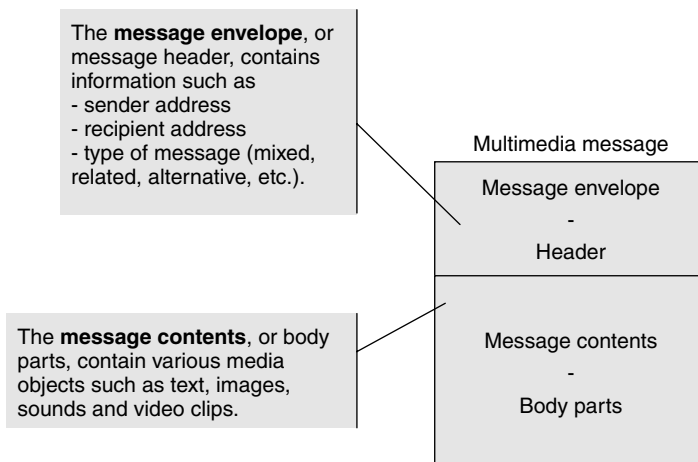 The message envelope, or
message header, contains
information such as
- sender address
- recipient address
- type of message (mixed,
related, alternative, etc.).
Multimedia message
Message envelope
-
Header
The message contents, or body
parts, contain various media
objects such as text, images,
sounds and video clips.
Message contents
-
Body parts